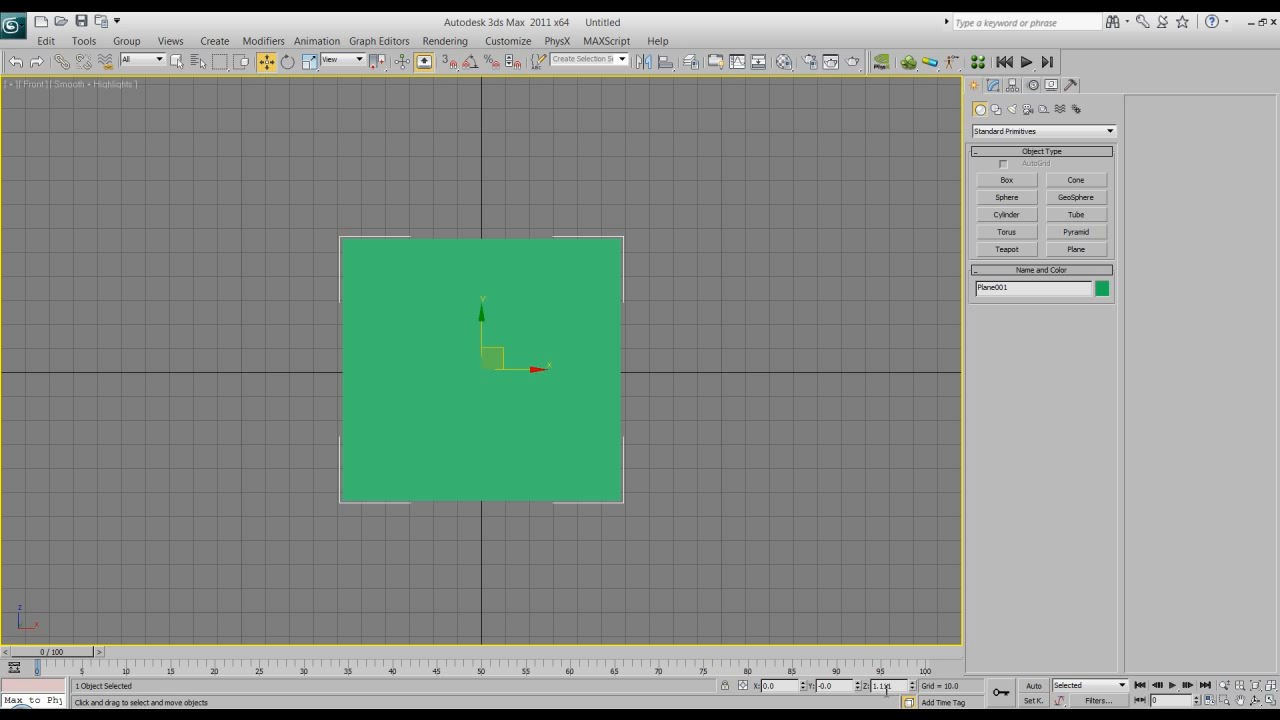 Autodesk 3ds Max 2011 x64 Untitled
Type a keyword or phrase
Edit Tools Group Views Create Modifiers Animation Graph Editors Rendering Customize PhysX MAXScript Help
All View Create Selection Se
[ + ] [ Front ] [ Smooth + Highlights ]
Standard Primitives
- Object Type
AutoGrid
Box Cone
Sphere GeoSphere
Cylinder Tube
Torus Pyramid
Teapot Plane
- Name and Color
Plane001
y
x
z
x
< 0 / 100 >
0 5 10 15 20 25 30 35 40 45 50 55 60 65 70 75 80 85 90 95 100
1 Object Selected X: 0.0 Y: -0.0 Z: Grid = 10.0 Auto Selected
Max to Phy Click and drag to select and move objects Add Time Tag Set K. Filters... 0